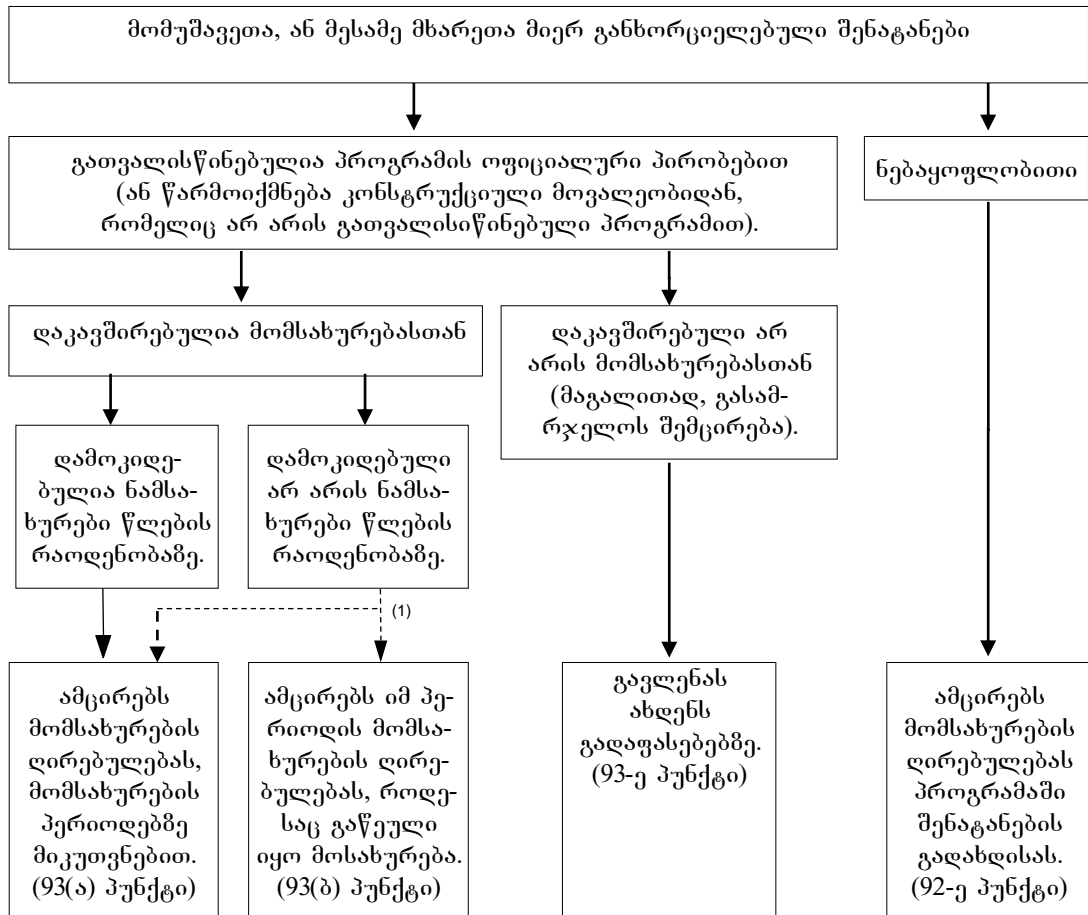 მომუშავეთა, ან მესამე მხარეთა მიერ განხორციელებული შენატანები
გათვალისწინებულია პროგრამის ოფიციალური პირობებით
(ან წარმოიქმნება კონსტრუქციული მოვალეობიდან,
რომელიც არ არის გათვალისიწინებული პროგრამით).
ნებაყოფლობითი
დაკავშირებულია მომსახურებასთან
დაკავშირებული არ
არის მომსახურებასთან
(მაგალითად, გასამ-
რჯელოს შემცირება).
დამოკიდე-
ბულია ნამსა-
ხურები წლების
რაოდენობაზე.
დამოკიდებული
არ არის ნამსა-
ხურები წლების
რაოდენობაზე.
(1)
ამცირებს
მომსახურების
ღირებულებას,
მომსახურების
პერიოდებზე
მიკუთვნებით.
(93(ა) პუნქტი)
ამცირებს იმ პე-
რიოდის მომსა-
ხურების ღირე-
ბულებას, როდე-
საც გაწეული
იყო მოსახურება.
(93(ბ) პუნქტი)
გავლენას
ახდენს
გადაფასებებზე.
(93-ე პუნქტი)
ამცირებს
მომსახურების
ღირებულებას
პროგრამაში
შენატანების
გადახდისას.
(92-ე პუნქტი)